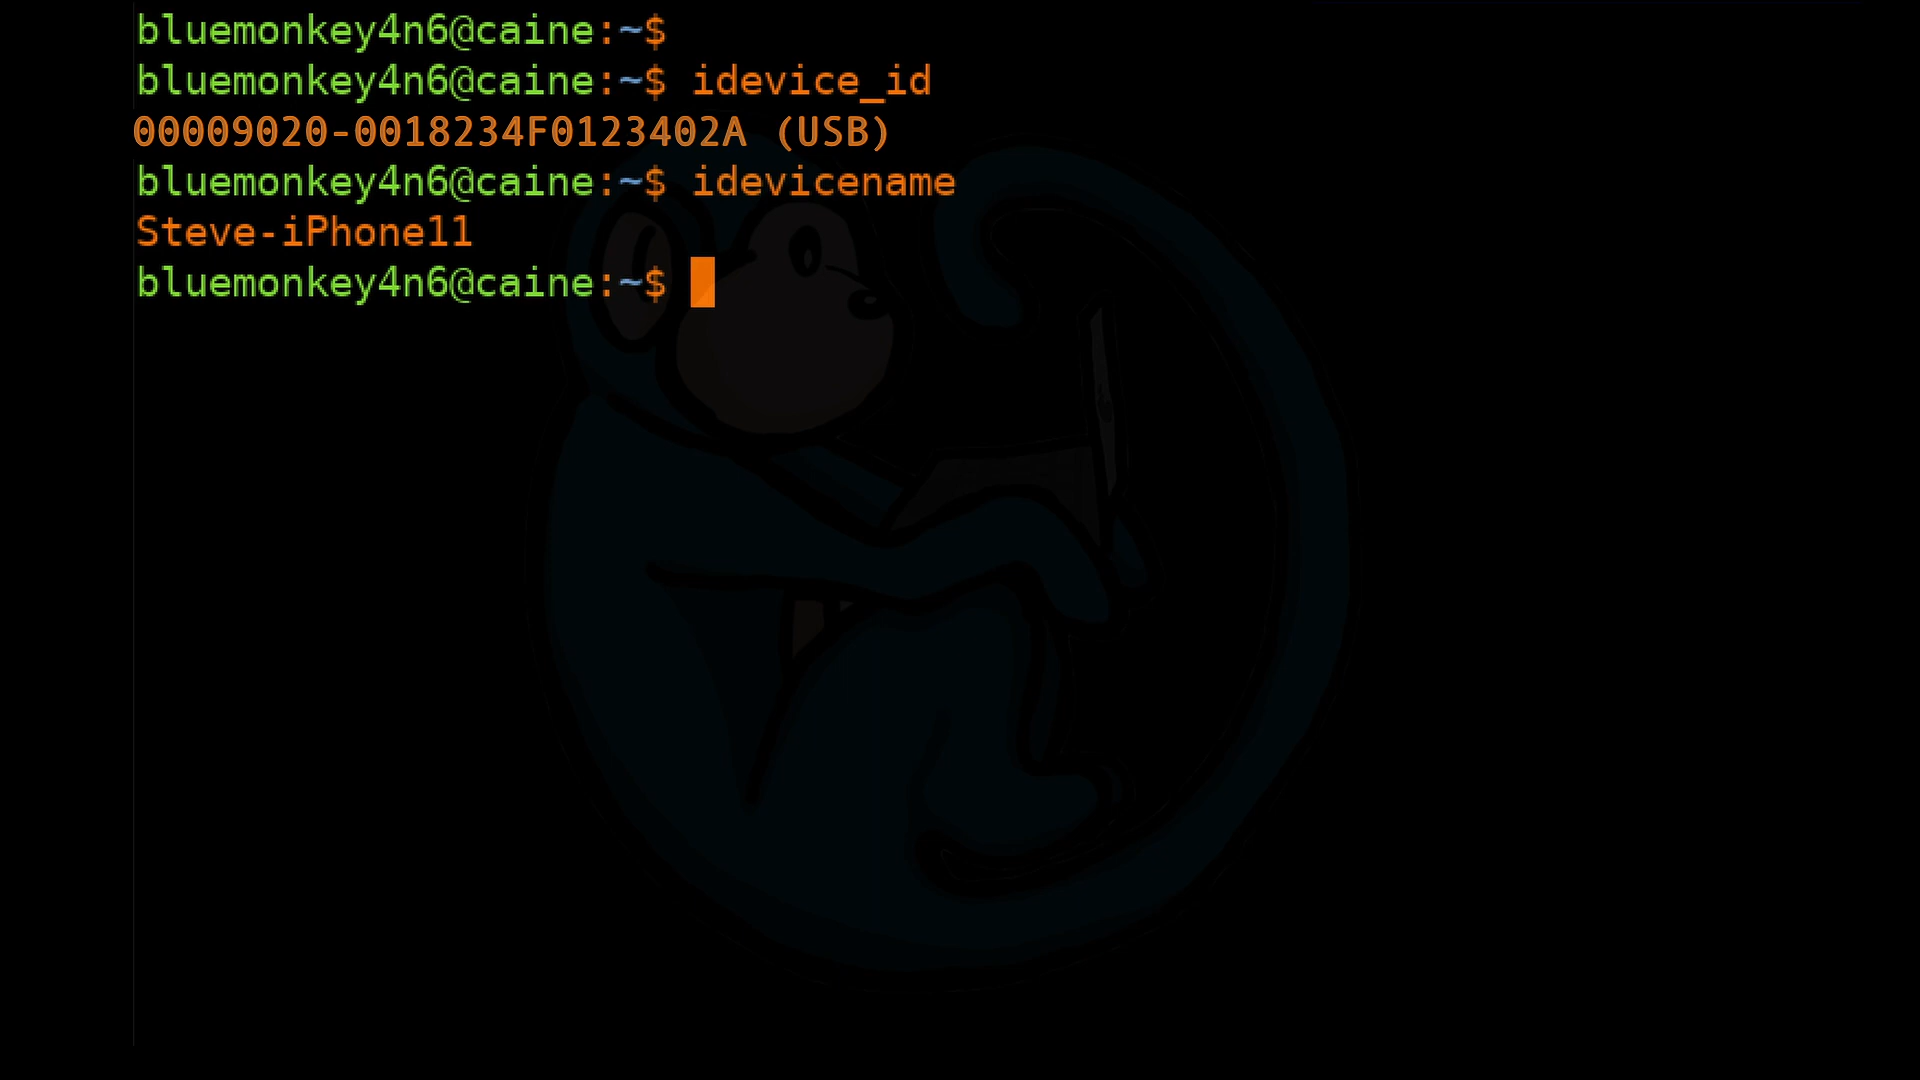 bluemonkey4n6@caine:~$
bluemonkey4n6@caine:~$ idevice_id
00009020-0018234F0123402A (USB)
bluemonkey4n6@caine:~$ idevicename
Steve-iPhone11
bluemonkey4n6@caine:~$